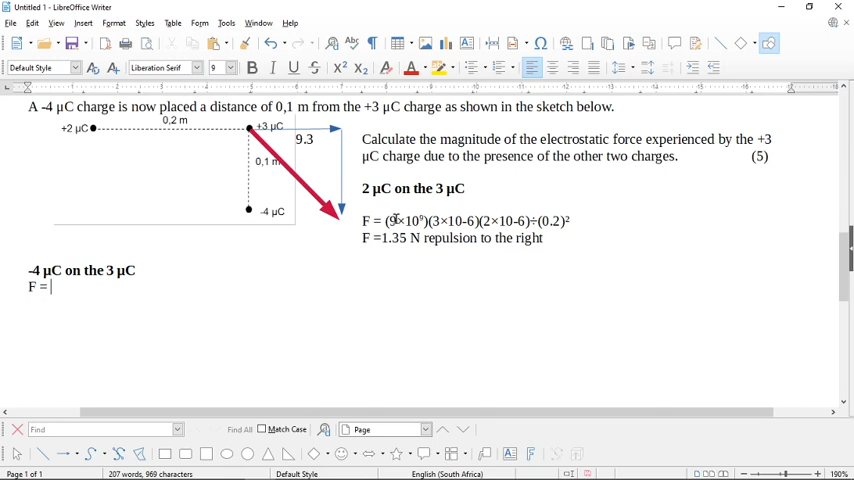 Untitled 1 - LibreOffice Writer
File Edit View Insert Format Styles Table Form Tools Window Help
Default Style Liberation Serif 9
A -4 µC charge is now placed a distance of 0,1 m from the +3 µC charge as shown in the sketch below.
0,2 m
+2 µC
+3 µC
9.3
0,1 m
-4 µC
Calculate the magnitude of the electrostatic force experienced by the +3
µC charge due to the presence of the other two charges. (5)
2 µC on the 3 µC
F = (9×10⁹)(3×10-6)(2×10-6)÷(0.2)²
F =1.35 N repulsion to the right
-4 µC on the 3 µC
F =
Find Find All Match Case Page
Page 1 of 1 207 words, 969 characters Default Style English (South Africa) 190%